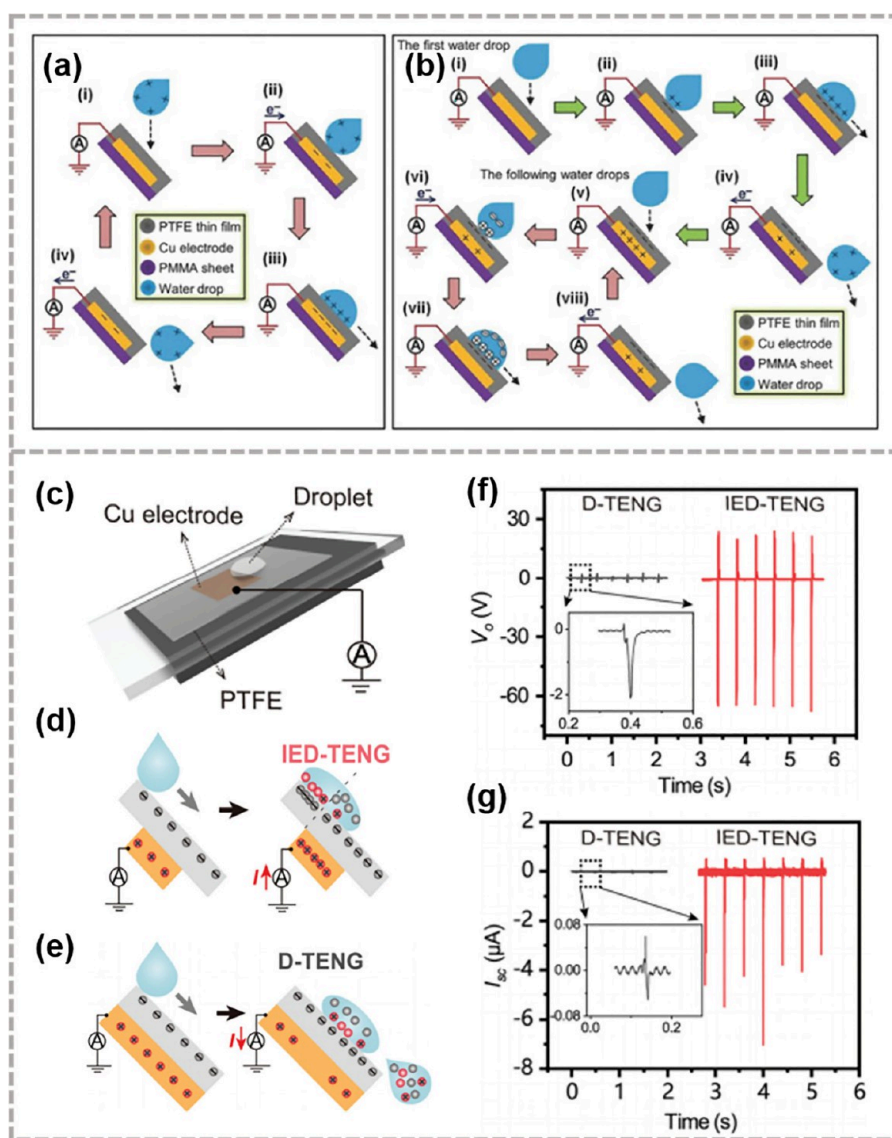 (a)
(i)
(ii)
e⁻
A
A
(iv)
e⁻
PTFE thin film
Cu electrode
PMMA sheet
Water drop
(iii)
A
A
(b)
The first water drop
(i)
(ii)
(iii)
A
A
A
The following water drops
(vi)
e⁻
(v)
(iv)
e⁻
A
A
A
(vii)
(viii)
e⁻
A
A
PTFE thin film
Cu electrode
PMMA sheet
Water drop
(c)
Cu electrode
Droplet
A
PTFE
(d)
IED-TENG
A
I
A
(e)
D-TENG
A
I
A
(f)
D-TENG
IED-TENG
30
0
-30
-60
Vo (V)
0
-2
0.2
0.4
0.6
0
1
2
3
4
5
6
Time (s)
(g)
D-TENG
IED-TENG
2
0
-2
-4
-6
-8
Isc (μA)
0.08
0.00
-0.08
0.0
0.2
0
1
2
3
4
5
6
Time (s)